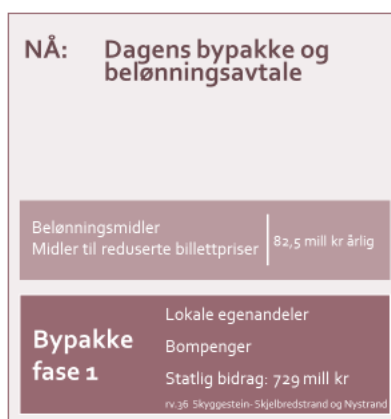 NÅ: Dagens bypakke og
belønningsavtale
Belønningsmidler
Midler til reduserte billettpriser
82,5 mill kr årlig
Bypakke
fase 1
Lokale egenandeler
Bompenger
Statlig bidrag: 729 mill kr
rv.36 Skyggestein- Skjelbredstrand og Nystrand